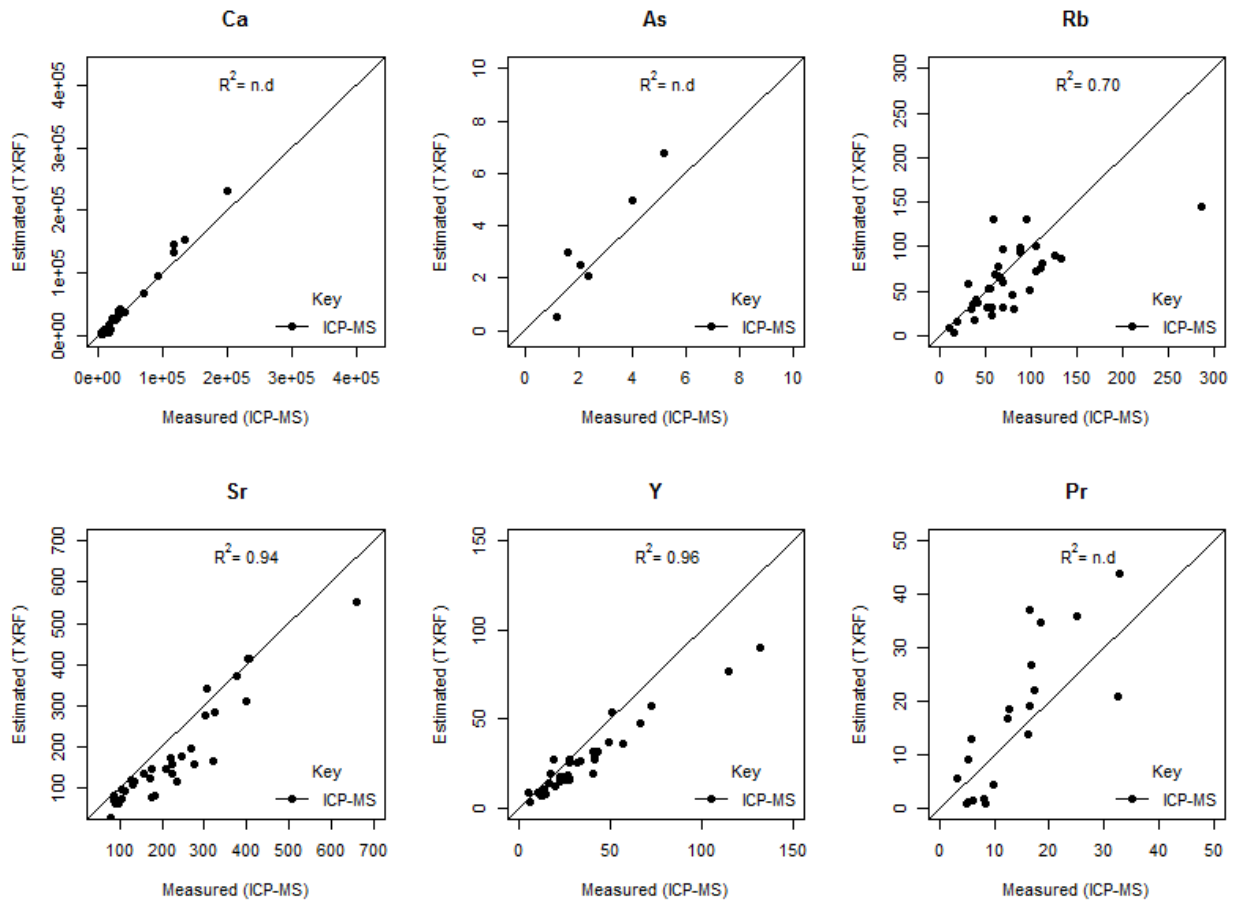 Ca
R2= n.d
Estimated (TXRF)
0e+00 1e+05 2e+05 3e+05 4e+05
Key
ICP-MS
0e+00 1e+05 2e+05 3e+05 4e+05
Measured (ICP-MS)
As
R2= n.d
Estimated (TXRF)
0 2 4 6 8 10
Key
ICP-MS
0 2 4 6 8 10
Measured (ICP-MS)
Rb
R2= 0.70
Estimated (TXRF)
0 50 100 150 200 250 300
Key
ICP-MS
0 50 100 150 200 250 300
Measured (ICP-MS)
Sr
R2= 0.94
Estimated (TXRF)
100 200 300 400 500 600 700
Key
ICP-MS
100 200 300 400 500 600 700
Measured (ICP-MS)
Y
R2= 0.96
Estimated (TXRF)
0 50 100 150
Key
ICP-MS
0 50 100 150
Measured (ICP-MS)
Pr
R2= n.d
Estimated (TXRF)
0 10 20 30 40 50
Key
ICP-MS
0 10 20 30 40 50
Measured (ICP-MS)